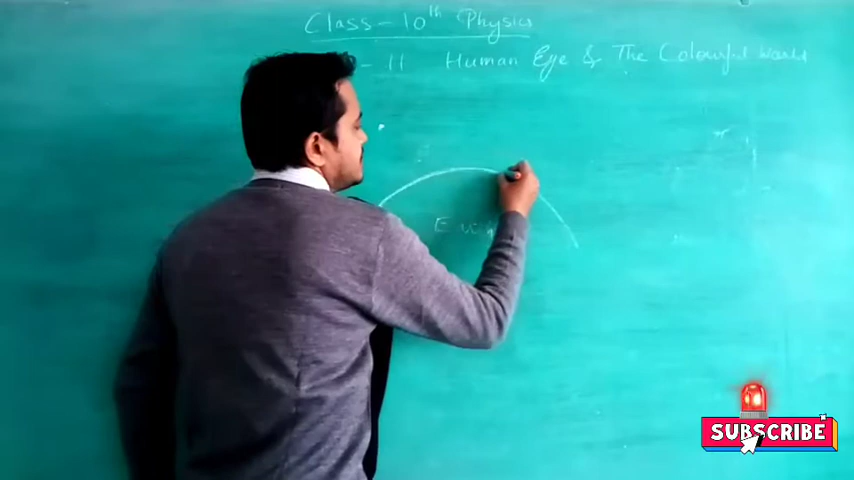 Class - 10th Physics
- 11 Human Eye & The Colourful World
SUBSCRIBE